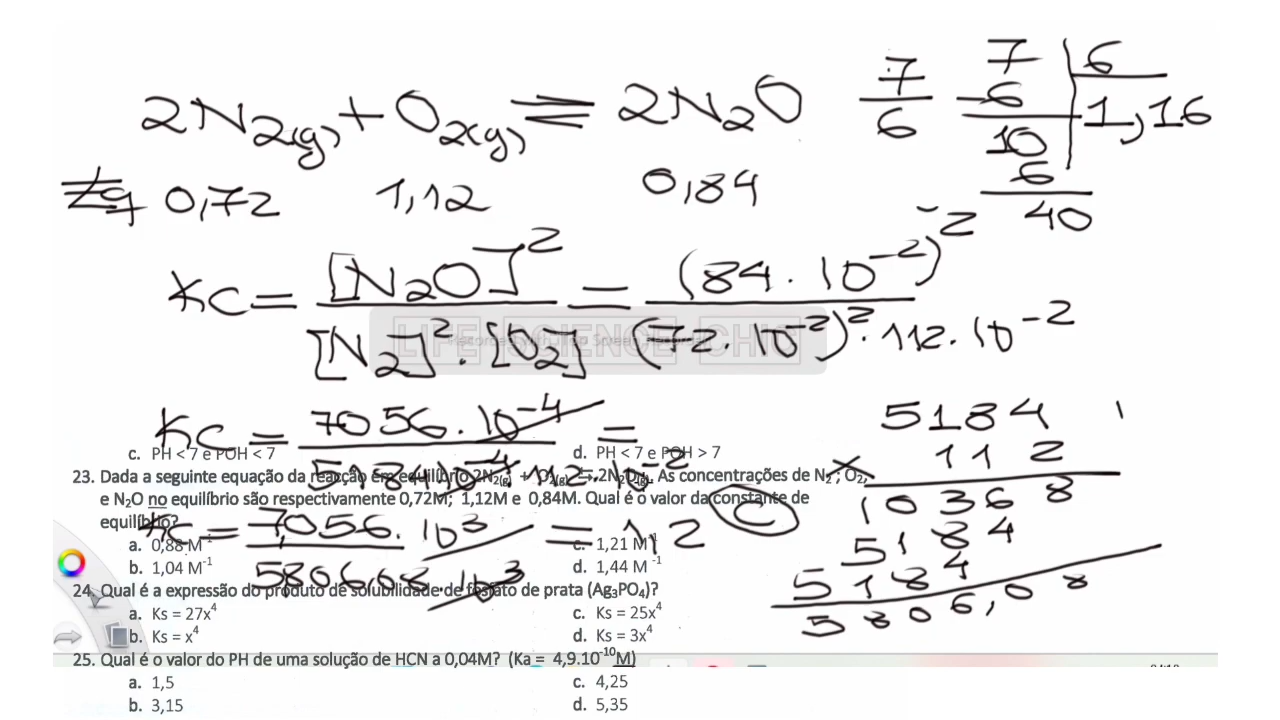 2N2(g) + O2(g) ⇌ 2N2O
7/6
7 | 6
-6 1,16
10
6
40
0,72 1,12 0,84
KC = [N2O]² / [N2]² · [O2] = (84 · 10⁻²)² / (72 · 10⁻²)² · 112 · 10⁻²
LIFE SCIENCE CHIC
KC = 7056 · 10⁻⁴ / 5184 · 10⁻⁴ · 112 · 10⁻² =
5184
× 112
10368
5184
5184
5806,08
c. PH < 7 e POH < 7 d. PH < 7 e POH > 7
23. Dada a seguinte equação da reacção em equilíbrio 2N2(g) + O2(g) ⇆ 2N2O(g). As concentrações de N2 ; O2,
e N2O no equilíbrio são respectivamente 0,72M; 1,12M e 0,84M. Qual é o valor da constante de
equilíbrio?
KC = 7,056 · 10³ / 5806,08 · 10³ = 1,2 C
a. 0,88 M⁻¹ c. 1,21 M⁻¹
b. 1,04 M⁻¹ d. 1,44 M⁻¹
24. Qual é a expressão do produto de solubilidade de fosfato de prata (Ag3PO4)?
a. Ks = 27x⁴ c. Ks = 25x⁴
b. Ks = x⁴ d. Ks = 3x⁴
25. Qual é o valor do PH de uma solução de HCN a 0,04M? (Ka = 4,9.10⁻¹⁰M)
a. 1,5 c. 4,25
b. 3,15 d. 5,35